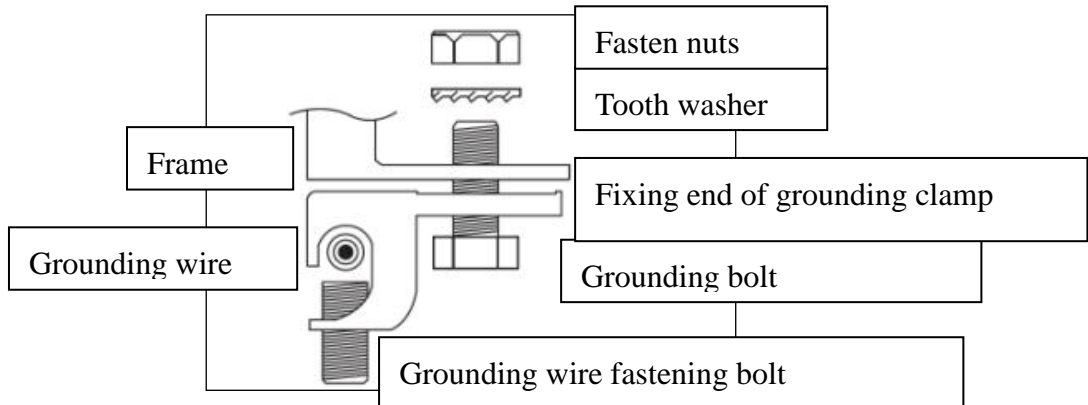 Fasten nuts
Tooth washer
Frame
Fixing end of grounding clamp
Grounding wire
Grounding bolt
Grounding wire fastening bolt